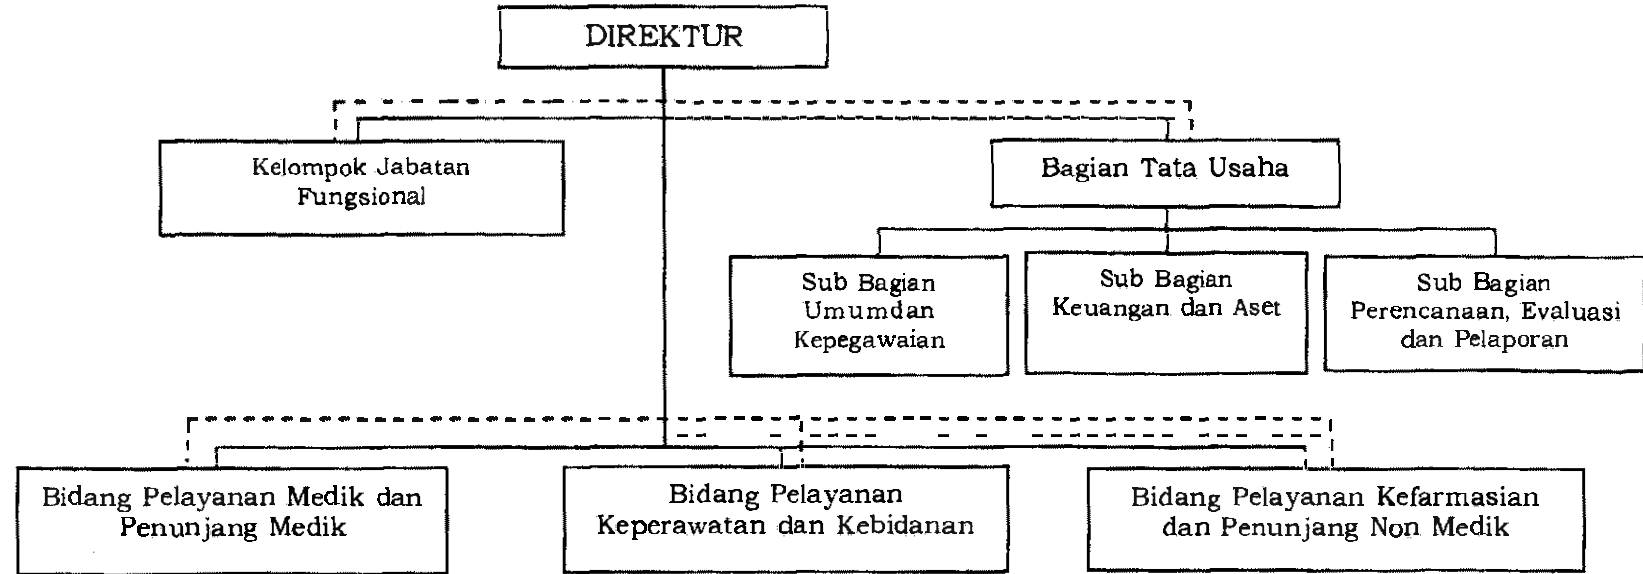 DIREKTUR
Kelompok Jabatan
Fungsional
Bagian Tata Usaha
Sub Bagian
Umumdan
Kepegawaian
Sub Bagian
Keuangan dan Aset
Sub Bagian
Perencanaan, Evaluasi
dan Pelaporan
Bidang Pelayanan Medik dan
Penunjang Medik
Bidang Pelayanan
Keperawatan dan Kebidanan
Bidang Pelayanan Kefarmasian
dan Penunjang Non Medik